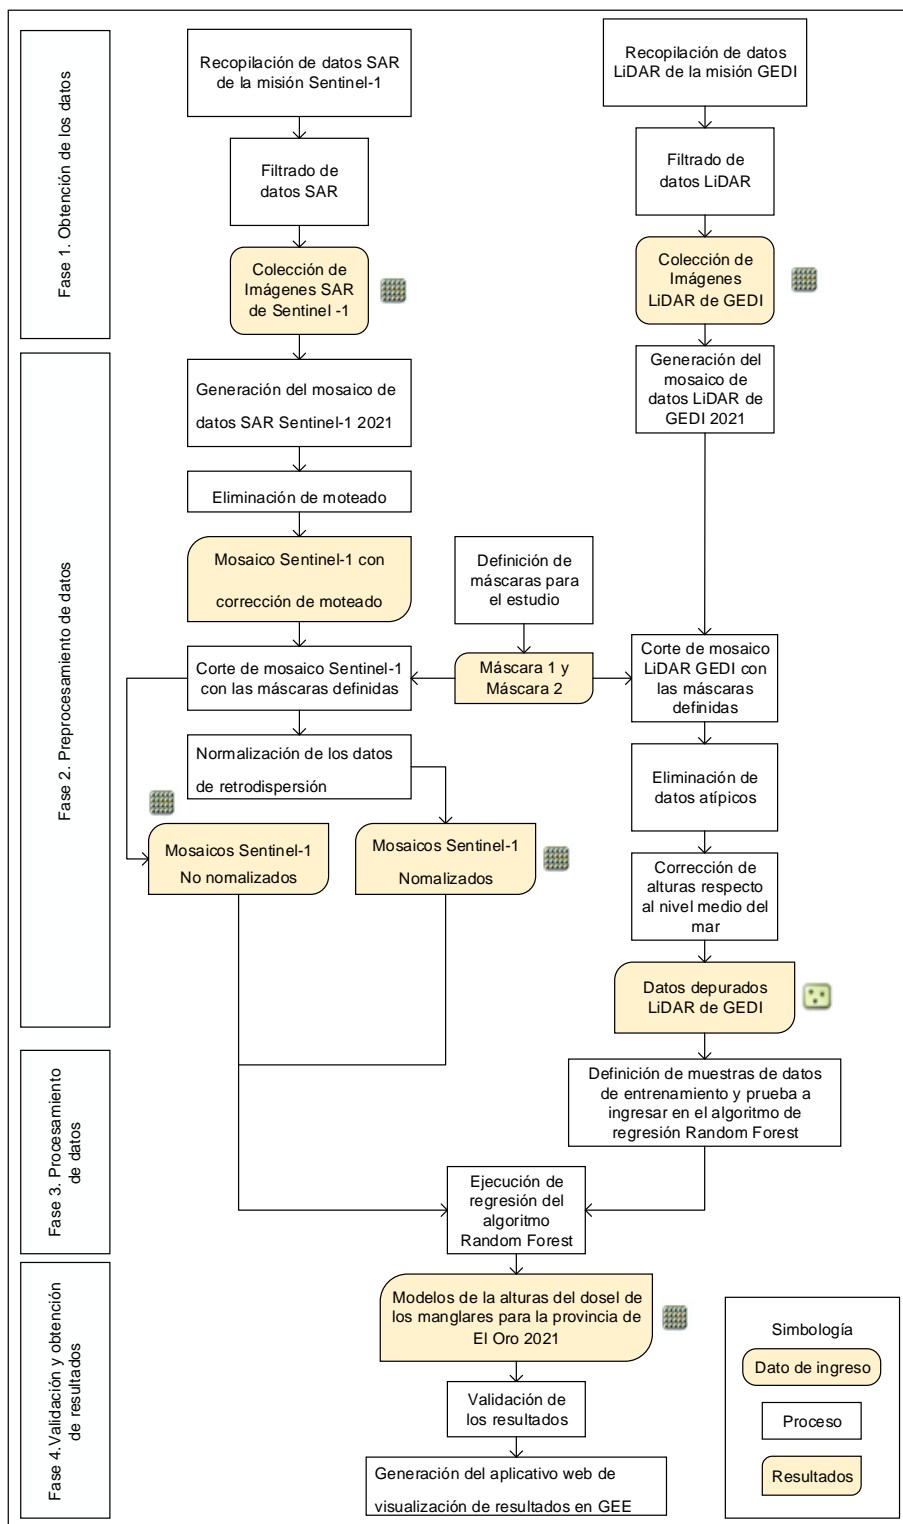 Fase 1. Obtención de los datos
Recopilación de datos SAR
de la misión Sentinel-1
Recopilación de datos
LiDAR de la misión GEDI
Filtrado de
datos SAR
Filtrado de
datos LiDAR
Colección de
Imágenes SAR
de Sentinel -1
Colección de
Imágenes
LiDAR de GEDI
Fase 2. Preprocesamiento de datos
Generación del mosaico de
datos SAR Sentinel-1 2021
Generación del
mosaico de
datos LiDAR de
GEDI 2021
Eliminación de moteado
Mosaico Sentinel-1 con
corrección de moteado
Definición de
máscaras para
el estudio
Corte de mosaico Sentinel-1
con las máscaras definidas
Máscara 1 y
Máscara 2
Corte de mosaico
LiDAR GEDI con
las máscaras
definidas
Normalización de los datos
de retrodispersión
Eliminación de
datos atípicos
Mosaicos Sentinel-1
No nomalizados
Mosaicos Sentinel-1
Nomalizados
Corrección de
alturas respecto
al nivel medio del
mar
Datos depurados
LiDAR de GEDI
Fase 3. Procesamiento
de datos
Definición de muestras de datos
de entrenamiento y prueba a
ingresar en el algoritmo de
regresión Random Forest
Ejecución de
regresión del
algoritmo
Random Forest
Fase 4.Validación y obtención
de resultados
Modelos de la alturas del dosel de
los manglares para la provincia de
El Oro 2021
Validación de
los resultados
Generación del aplicativo web de
visualización de resultados en GEE
Simbología
Dato de ingreso
Proceso
Resultados